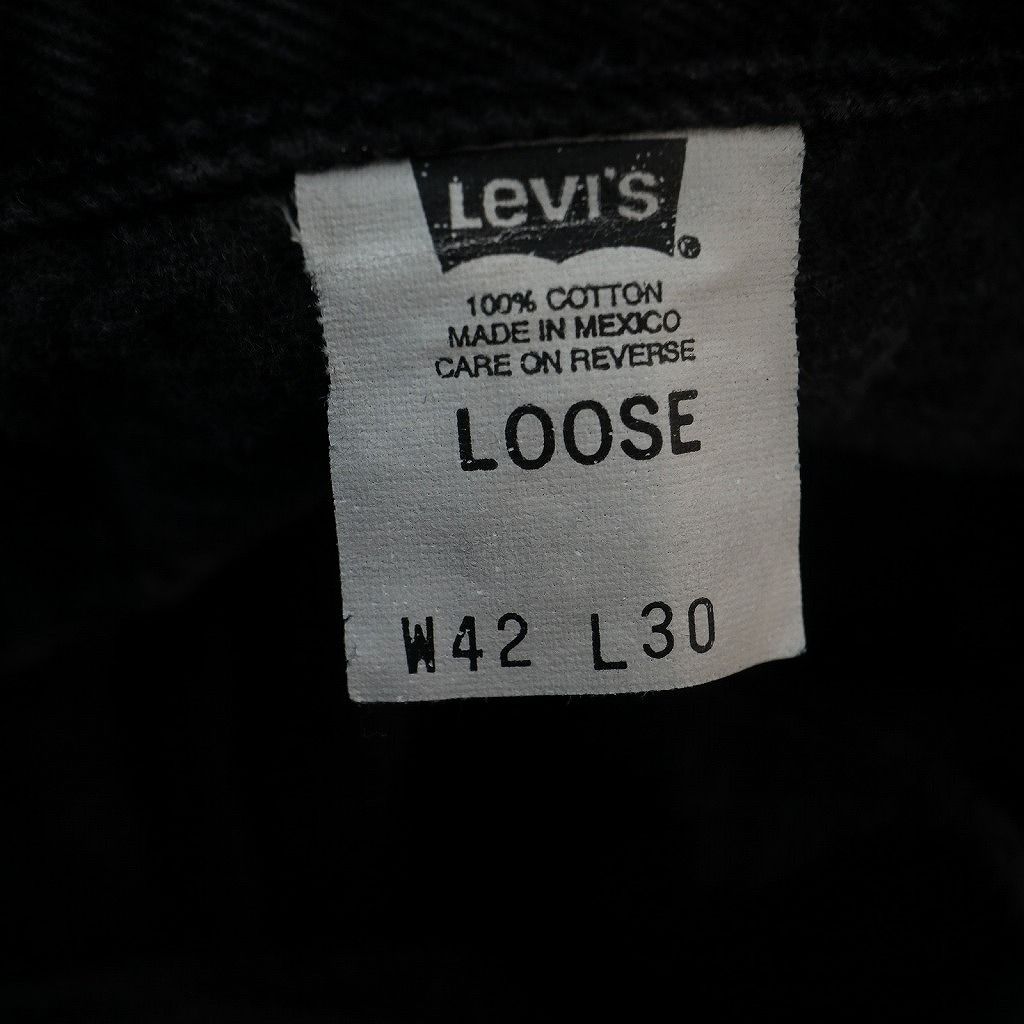 Levi's ®
100% COTTON
MADE IN MEXICO
CARE ON REVERSE
LOOSE
W42 L30